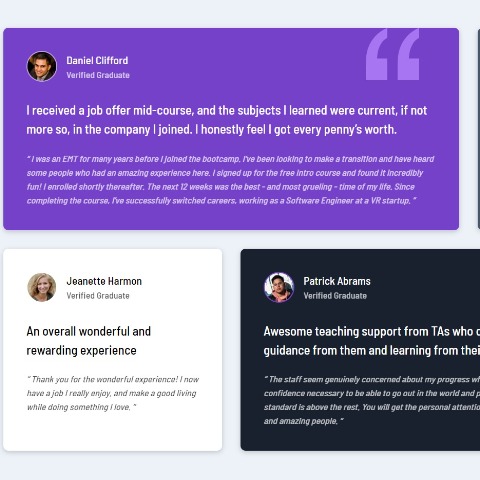 Daniel Clifford
Verified Graduate
I received a job offer mid-course, and the subjects I learned were current, if not
more so, in the company I joined. I honestly feel I got every penny’s worth.
“ I was an EMT for many years before I joined the bootcamp. I’ve been looking to make a transition and have heard
some people who had an amazing experience here. I signed up for the free intro course and found it incredibly
fun! I enrolled shortly thereafter. The next 12 weeks was the best - and most grueling - time of my life. Since
completing the course, I’ve successfully switched careers, working as a Software Engineer at a VR startup. ”
Jeanette Harmon
Verified Graduate
An overall wonderful and
rewarding experience
“ Thank you for the wonderful experience! I now
have a job I really enjoy, and make a good living
while doing something I love. ”
Patrick Abrams
Verified Graduate
Awesome teaching support from TAs who
guidance from them and learning from
“ The staff seem genuinely concerned about my progress
confidence necessary to be able to go out in the world and
standard is above the rest. You will get the personal
and amazing people. ”